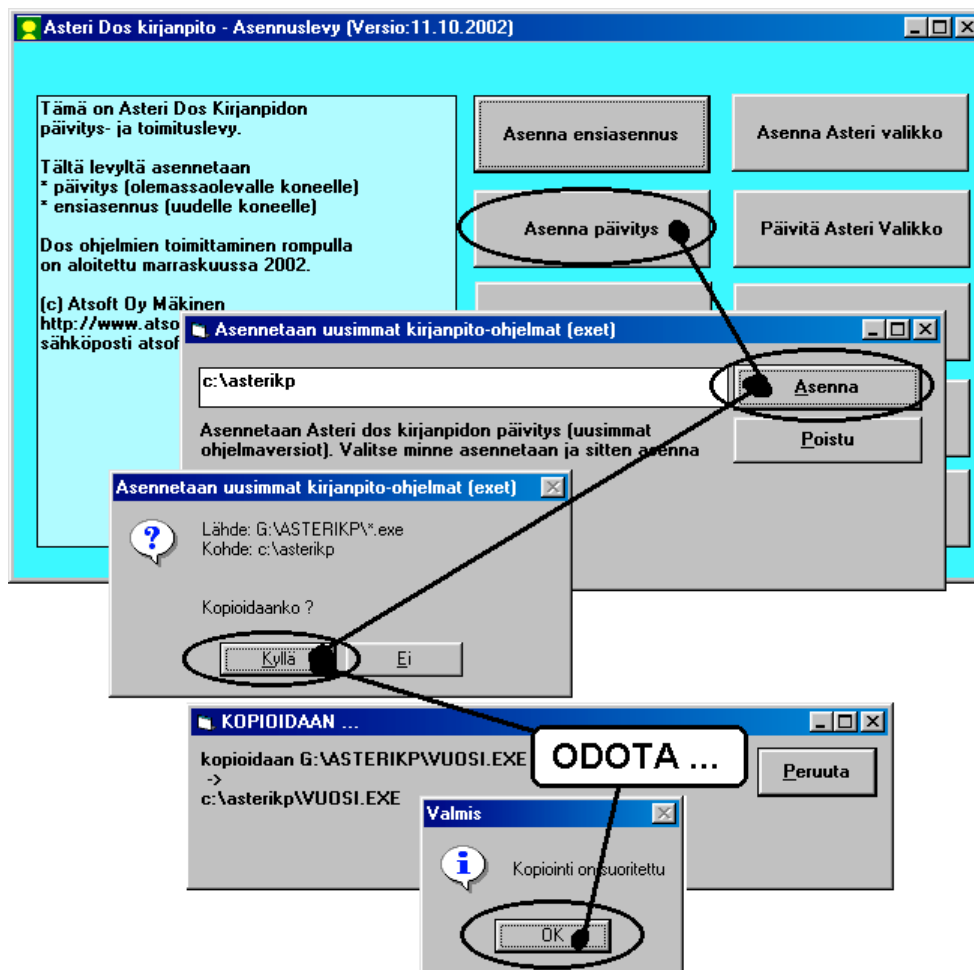 Asteri Dos kirjanpito - Asennuslevy (Versio:11.10.2002)
Tämä on Asteri Dos Kirjanpidon
päivitys- ja toimituslevy.
Tältä levyltä asennetaan
* päivitys (olemassaolevalle koneelle)
* ensiasennus (uudelle koneelle)
Dos ohjelmien toimittaminen rompulla
on aloitettu marraskuussa 2002.
(c) Atsoft Oy Mäkinen
http://www.atso
sähköposti atsof
Asenna ensiasennus
Asenna Asteri valikko
Asenna päivitys
Päivitä Asteri Valikko
Asennetaan uusimmat kirjanpito-ohjelmat (exet)
c:\asterikp
Asenna
Asennetaan Asteri dos kirjanpidon päivitys (uusimmat
ohjelmaversiot). Valitse minne asennetaan ja sitten asenna
Poistu
Asennetaan uusimmat kirjanpito-ohjelmat (exet)
Lähde: G:\ASTERIKP\*.exe
Kohde: c:\asterikp
Kopioidaanko ?
Kyllä
Ei
KOPIOIDAAN ...
kopioidaan G:\ASTERIKP\VUOSI.EXE
->
c:\asterikp\VUOSI.EXE
ODOTA ...
Peruuta
Valmis
Kopiointi on suoritettu
OK